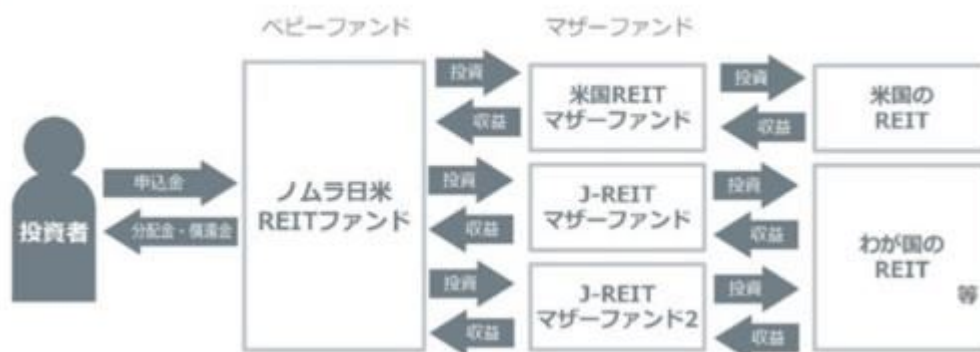 ベビーファンド
マザーファンド
投資者
申込金
分配金・償還金
ノムラ日米
REITファンド
投資
収益
米国REIT
マザーファンド
投資
収益
米国の
REIT
投資
収益
J-REIT
マザーファンド
投資
収益
わが国の
REIT
等
投資
収益
J-REIT
マザーファンド2
投資
収益